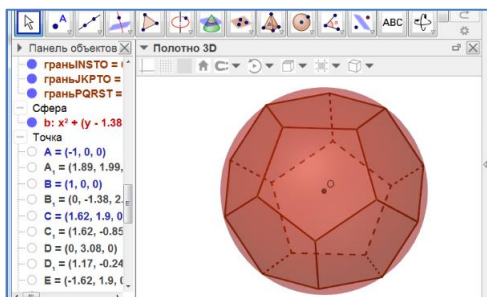 ABC
Панель объектов
Полотно 3D
граньINSTO =
граньJKPTO =
граньPQRST =
Сфера
b: x² + (y - 1.38
Точка
A = (-1, 0, 0)
A₁ = (1.89, 1.99,
B = (1, 0, 0)
B₁ = (0, -1.38, 2.
C = (1.62, 1.9, 0
C₁ = (1.62, -0.85
D = (0, 3.08, 0)
D₁ = (1.17, -0.24
E = (-1.62, 1.9, 0
O